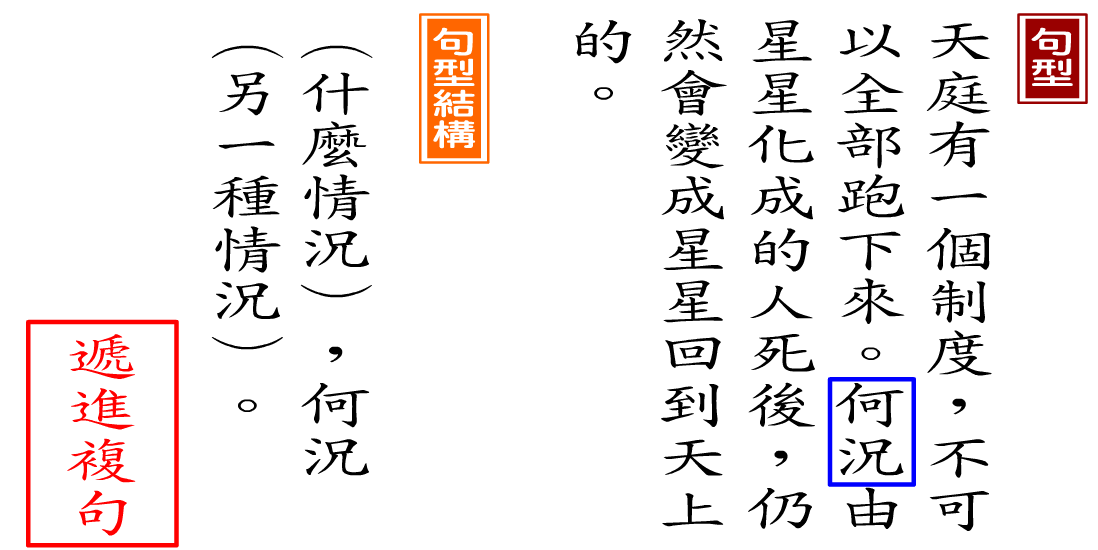 句型
天庭有一個制度，不可
以全部跑下來。何況由
星星化成的人死後，仍
然會變成星星回到天上
的。
句型結構
（什麼情況），何況
（另一種情況）。
遞進複句